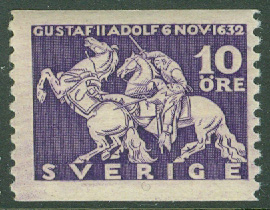 GUSTAF II ADOLF 6 NOV 1632
10
ÖRE
SVERIGE